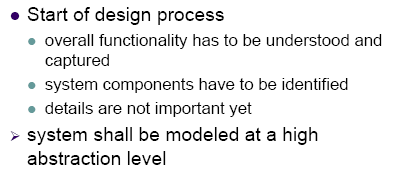 Start of design process
overall functionality has to be understood and
captured
system components have to be identified
details are not important yet
system shall be modeled at a high
abstraction level